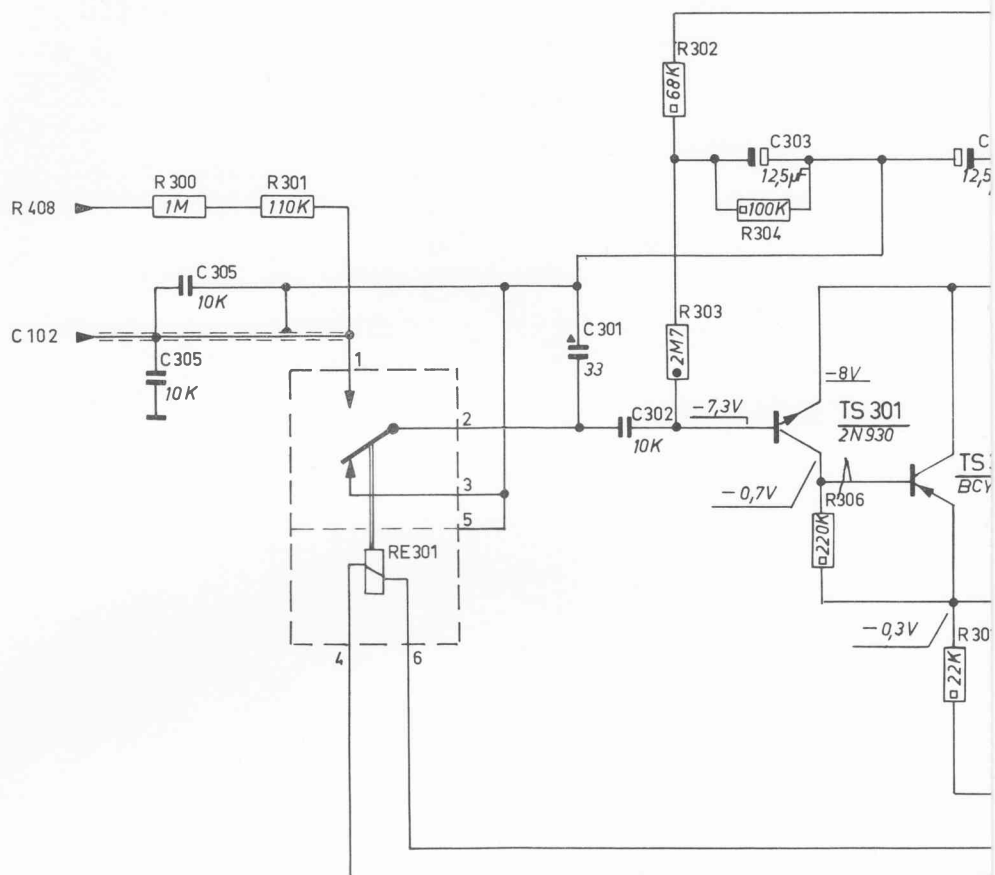 R302
68K
C303
12,5µF
100K
R304
C
12,5
R300
R301
R408
1M
110K
C305
10K
C102
C305
10K
1
C301
33
R303
2M7
2
C302
10K
-7,3V
-8V
TS 301
2N930
3
-0,7V
R306
TS
BCY
5
220K
RE301
-0,3V
R30
22K
4
6